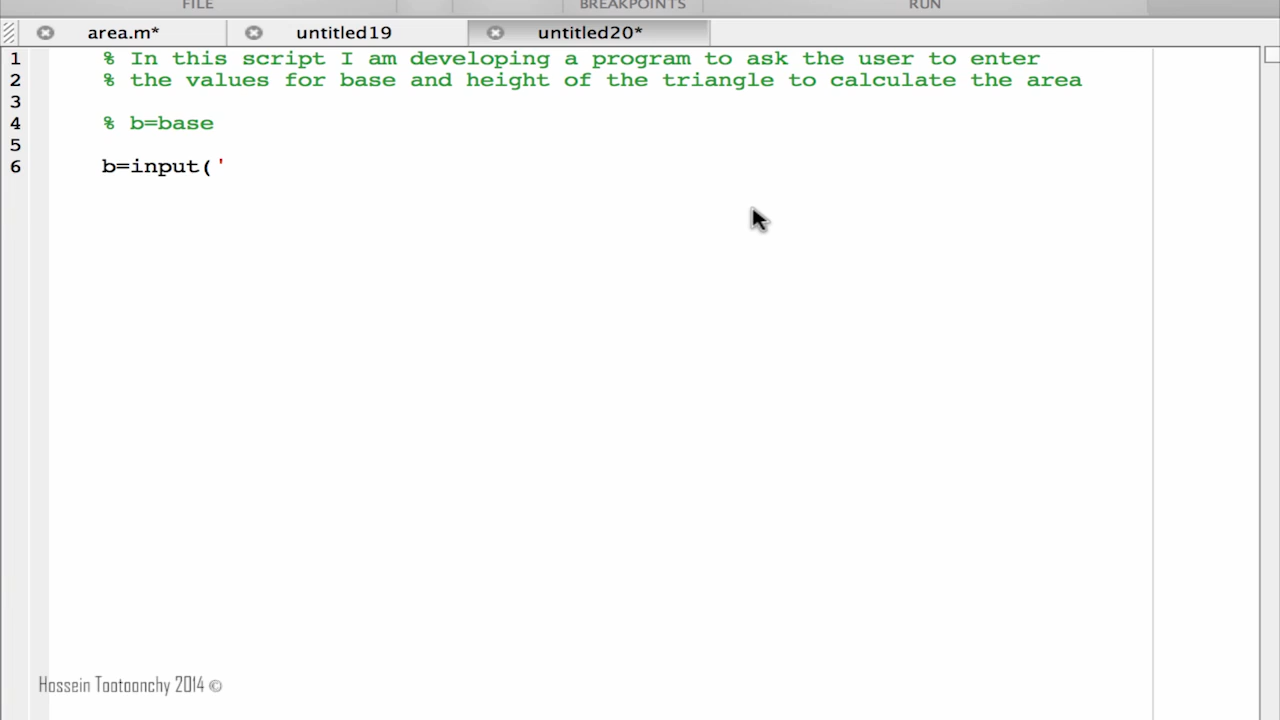 FILE BREAKPOINTS RUN
area.m* untitled19 untitled20*
1 % In this script I am developing a program to ask the user to enter
2 % the values for base and height of the triangle to calculate the area
3
4 % b=base
5
6 b=input('
Hossein Tootoonchy 2014 ©